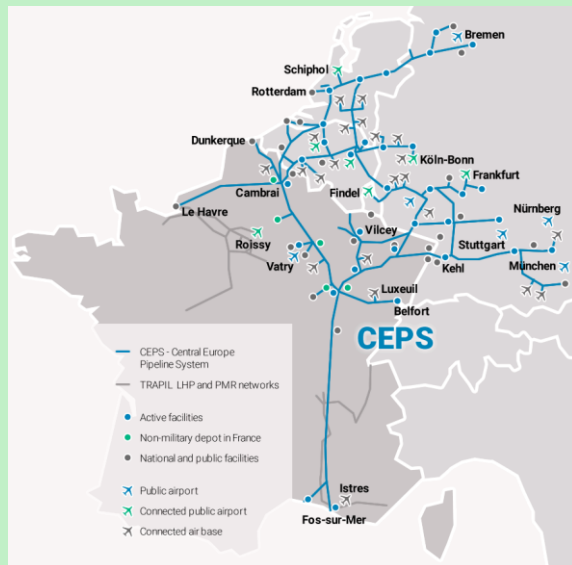 Bremen
Schiphol
Rotterdam
Dunkerque
Köln-Bonn
Frankfurt
Cambrai
Findel
Le Havre
Nürnberg
Vilcey
Roissy
Stuttgart
Vatry
Kehl
München
Luxeuil
Belfort
CEPS
CEPS - Central Europe
Pipeline System
TRAPIL LHP and PMR networks
Active facilities
Non-military depot in France
National and public facilities
Public airport
Connected public airport
Connected air base
Istres
Fos-sur-Mer